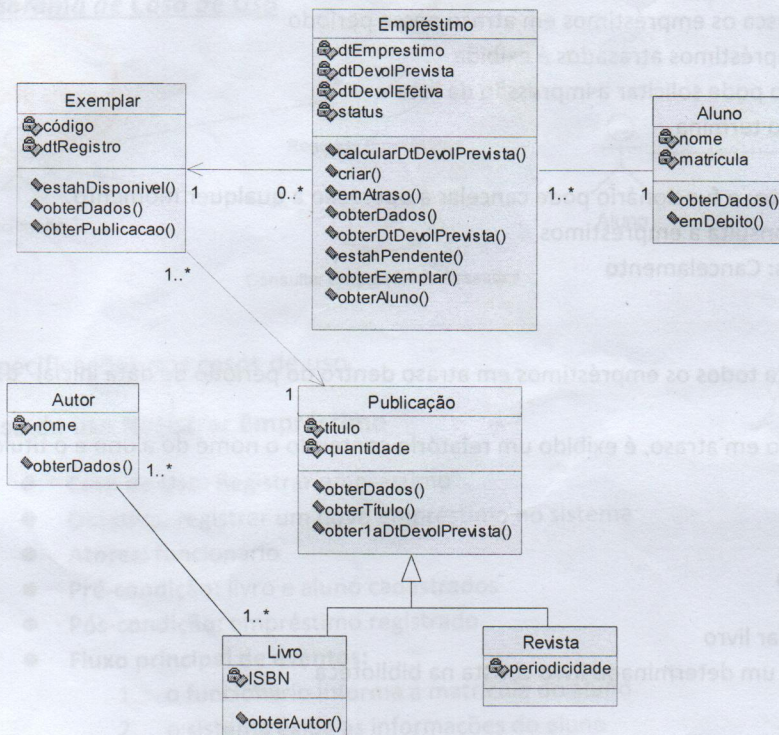 Empréstimo
dtEmprestimo
dtDevolPrevista
dtDevolEfetiva
status
calcularDtDevolPrevista()
criar()
emAtraso()
obterDados()
obterDtDevolPrevista()
estahPendente()
obterExemplar()
obterAluno()
Exemplar
código
dtRegistro
estahDisponivel()
obterDados()
obterPublicacao()
1
0..*
1..*
1
Aluno
nome
matrícula
obterDados()
emDebito()
1..*
1
Autor
nome
obterDados()
1..*
1..*
Publicação
título
quantidade
obterDados()
obterTítulo()
obter1aDtDevolPrevista()
Livro
ISBN
obterAutor()
Revista
periodicidade